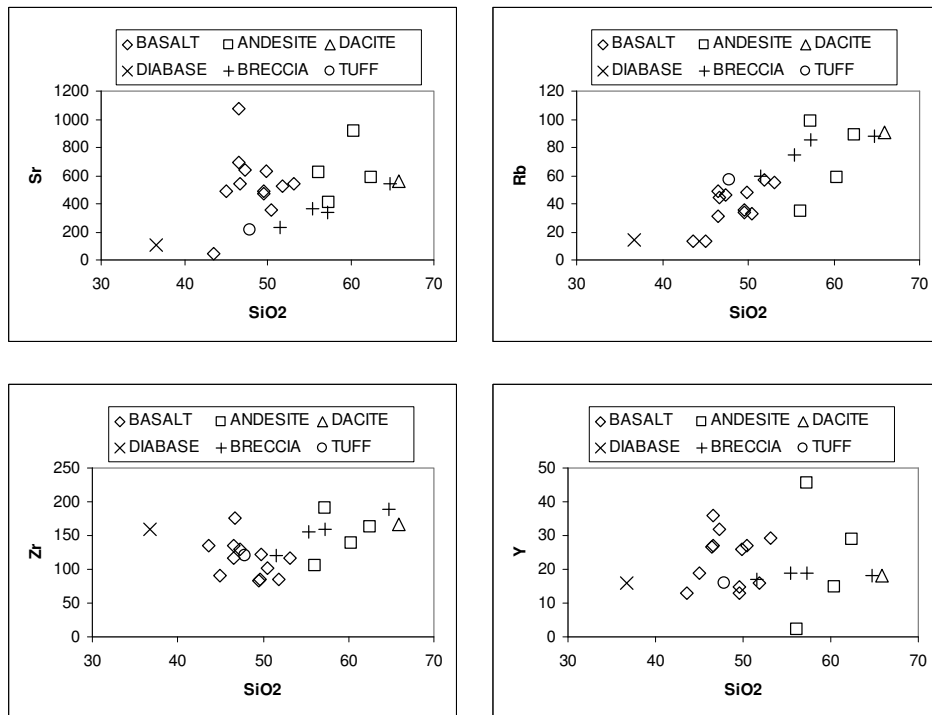 BASALT ANDESITE DACITE
DIABASE BRECCIA TUFF
1200
1000
800
600
400
200
0
Sr
30 40 50 60 70
SiO2
BASALT ANDESITE DACITE
DIABASE BRECCIA TUFF
120
100
80
60
40
20
0
Rb
30 40 50 60 70
SiO2
BASALT ANDESITE DACITE
DIABASE BRECCIA TUFF
250
200
150
100
50
0
Zr
30 40 50 60 70
SiO2
BASALT ANDESITE DACITE
DIABASE BRECCIA TUFF
50
40
30
20
10
0
Y
30 40 50 60 70
SiO2